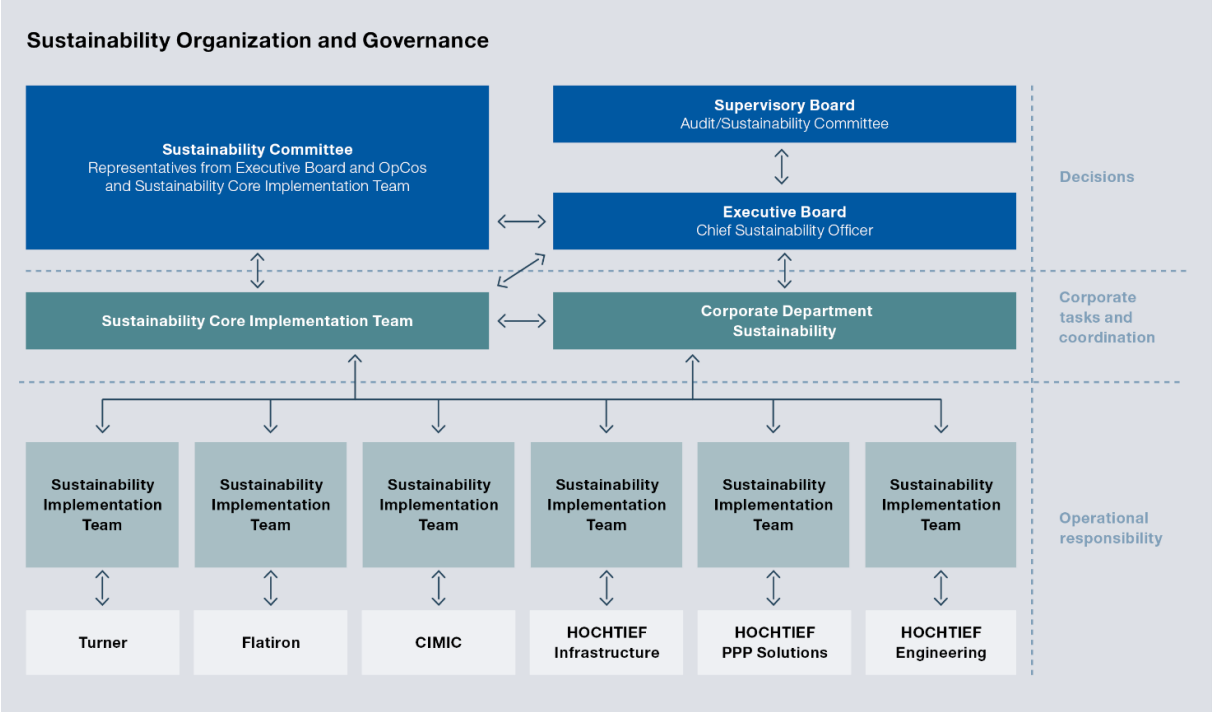 Sustainability Organization and Governance
Sustainability Committee
Representatives from Executive Board and OpCos
and Sustainability Core Implementation Team
Supervisory Board
Audit/Sustainability Committee
Executive Board
Chief Sustainability Officer
Decisions
Sustainability Core Implementation Team
Corporate Department
Sustainability
Corporate
tasks and
coordination
Sustainability
Implementation
Team
Sustainability
Implementation
Team
Sustainability
Implementation
Team
Sustainability
Implementation
Team
Sustainability
Implementation
Team
Sustainability
Implementation
Team
Operational
responsibility
Turner
Flatiron
CIMIC
HOCHTIEF
Infrastructure
HOCHTIEF
PPP Solutions
HOCHTIEF
Engineering